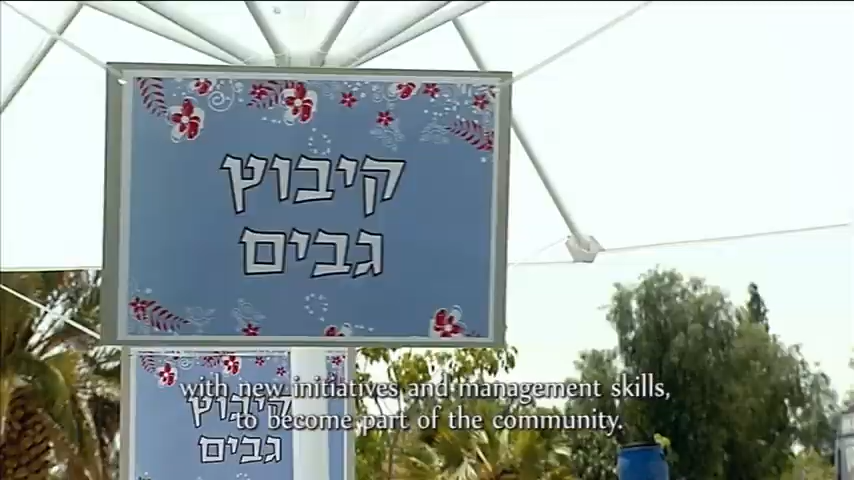 קיבוץ
גבים
קיבוץ
גבים
with new initiatives and management skills,
to become part of the community.